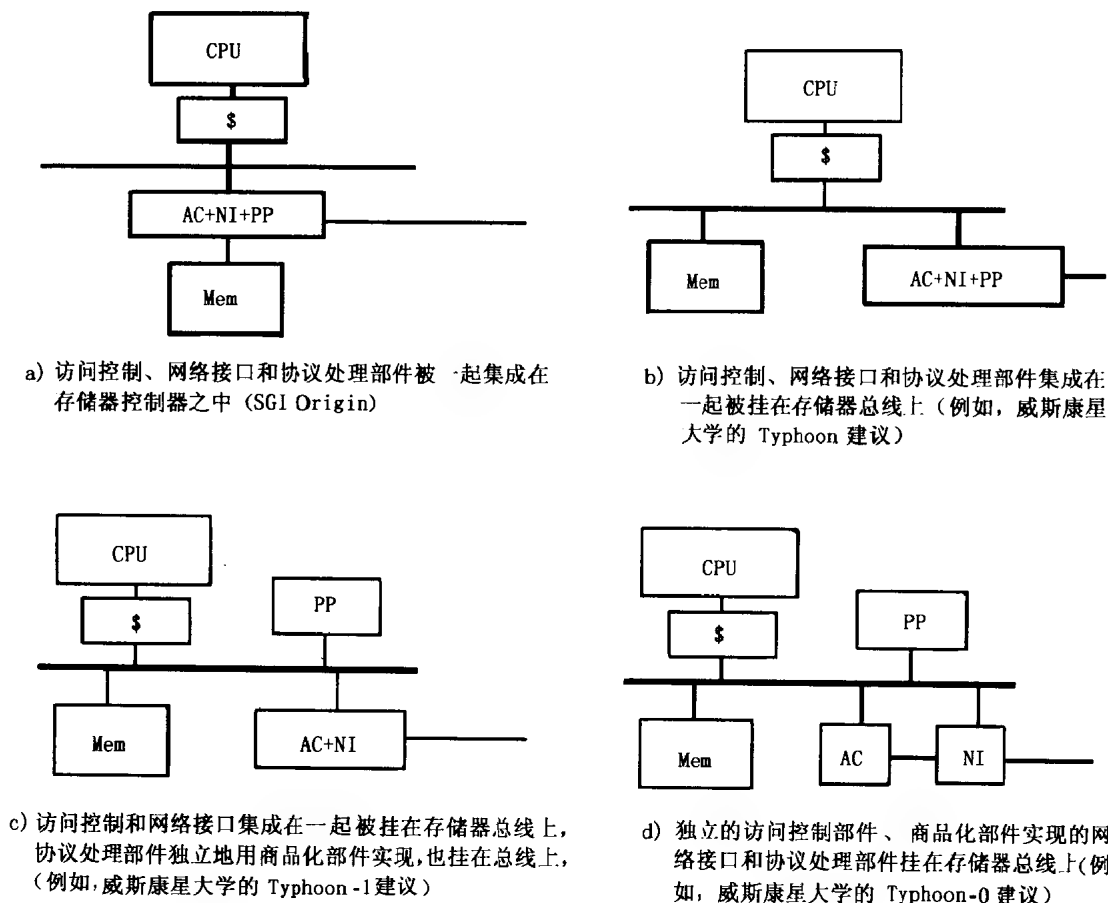 CPU
$
AC+NI+PP
Mem
a) 访问控制、网络接口和协议处理部件被一起集成在
存储器控制器之中 (SGI Origin)
CPU
$
Mem
AC+NI+PP
b) 访问控制、网络接口和协议处理部件集成在
一起被挂在存储器总线上（例如，威斯康星
大学的 Typhoon 建议）
CPU
$
PP
Mem
AC+NI
c) 访问控制和网络接口集成在一起被挂在存储器总线上，
协议处理部件独立地用商品化部件实现,也挂在总线上，
（例如,威斯康星大学的 Typhoon-1建议）
CPU
$
PP
Mem
AC
NI
d) 独立的访问控制部件、商品化部件实现的网
络接口和协议处理部件挂在存储器总线上(例
如，威斯康星大学的 Typhoon-0 建议）